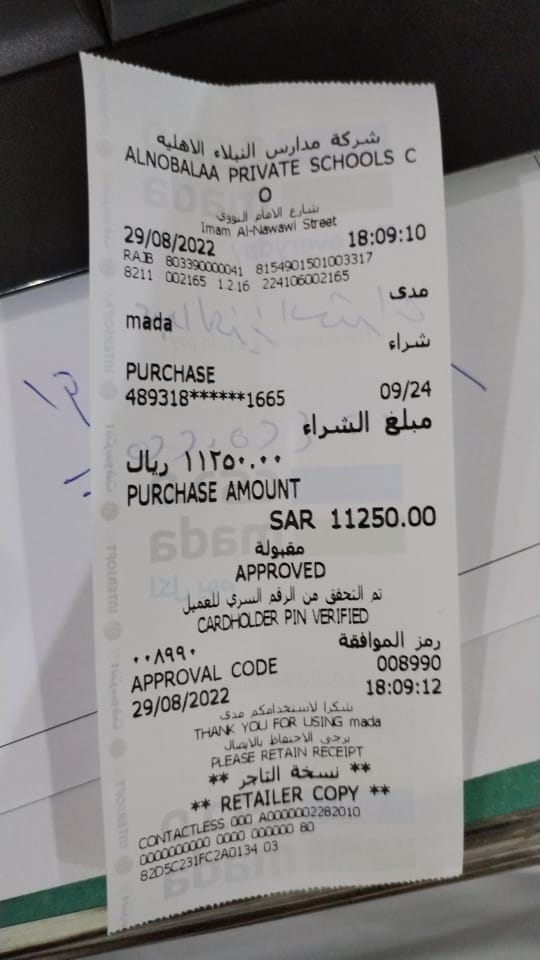 شركة مدارس النبلاء الاهليه
ALNOBALAA PRIVATE SCHOOLS C
O
شارع الامام النووي
Imam Al-Nawawi Street
29/08/2022 18:09:10
RAJB 803390000041 8154901501003317
8211 002165 1.2.16 224106002165
مدى
mada
شراء
PURCHASE
489318******1665 09/24
مبلغ الشراء
١١٢٥٠.٠٠ ريال
PURCHASE AMOUNT
SAR 11250.00
مقبولة
APPROVED
تم التحقق من الرقم السري للعميل
CARDHOLDER PIN VERIFIED
رمز الموافقة
٠٠٨٩٩٠
APPROVAL CODE 008990
29/08/2022 18:09:12
شكرا لاستخدامكم مدى
THANK YOU FOR USING mada
يرجى الاحتفاظ بالايصال
PLEASE RETAIN RECEIPT
** نسخة التاجر **
** RETAILER COPY **
CONTACTLESS 000 A0000002282010
0000000000 0000 000000 80
82D5C231FC2A0134 03